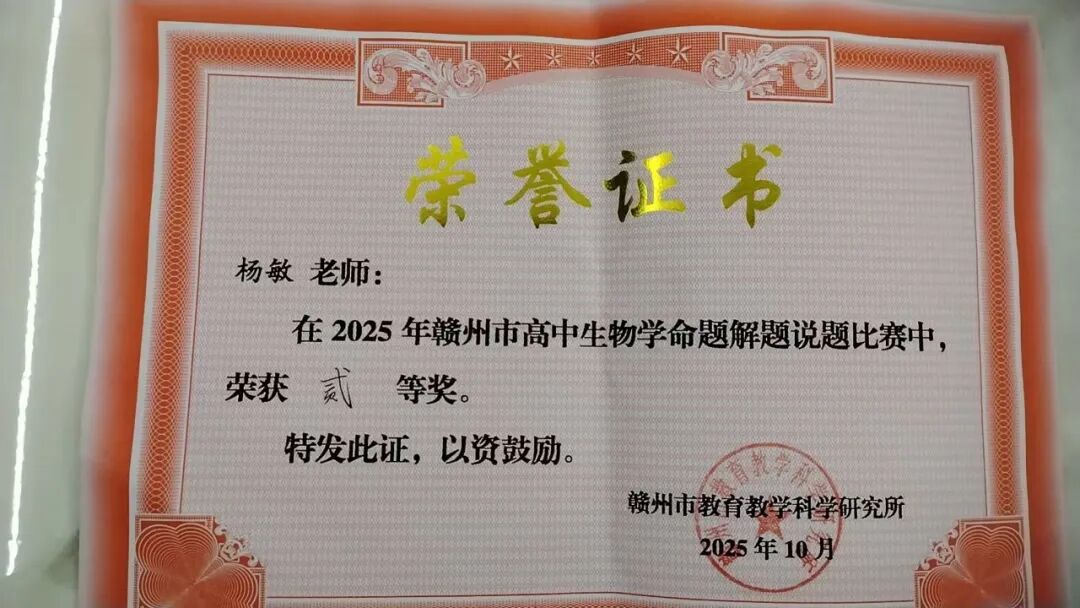 荣誉证书
杨敏 老师：
在 2025 年赣州市高中生物学命题解题说题比赛中，
荣获 贰 等奖。
特发此证，以资鼓励。
赣州市教育教学科学研究所
2025 年 10 月